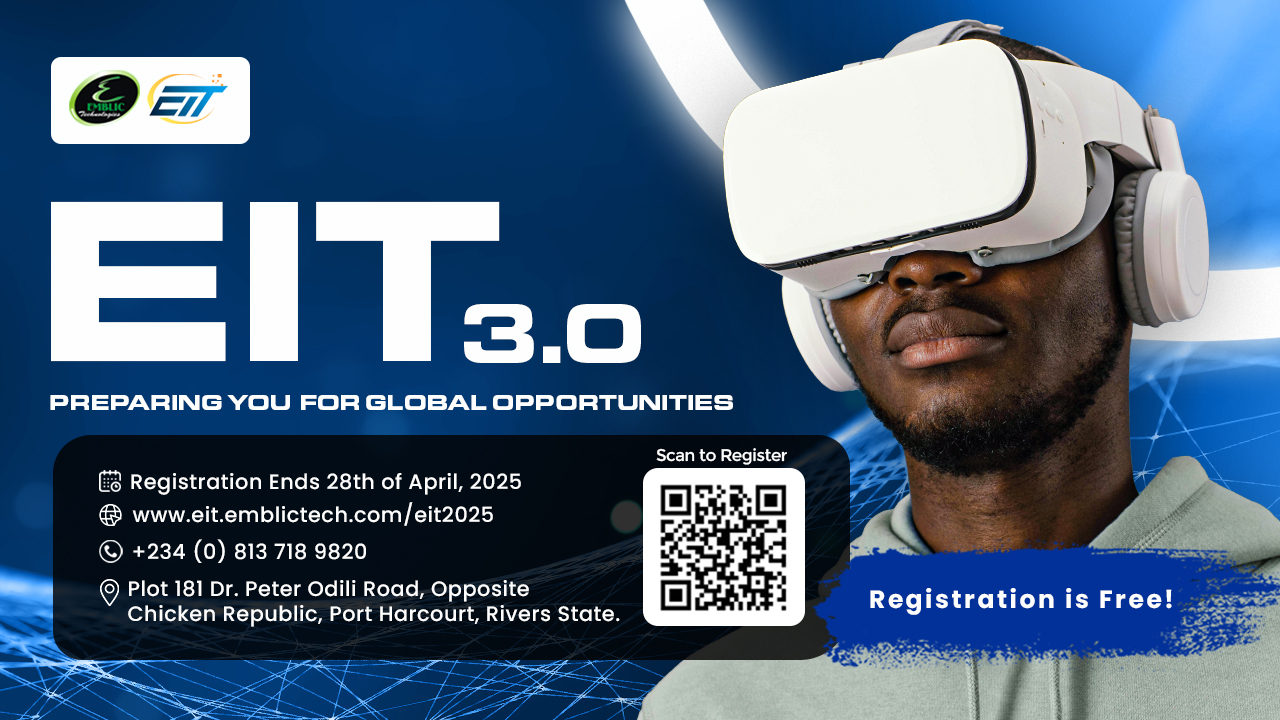 EMBLIC
Technologies
EIT
EIT 3.0
PREPARING YOU FOR GLOBAL OPPORTUNITIES
Scan to Register
Registration Ends 28th of April, 2025
www.eit.emblictech.com/eit2025
+234 (0) 813 718 9820
Plot 181 Dr. Peter Odili Road, Opposite
Chicken Republic, Port Harcourt, Rivers State.
Registration is Free!